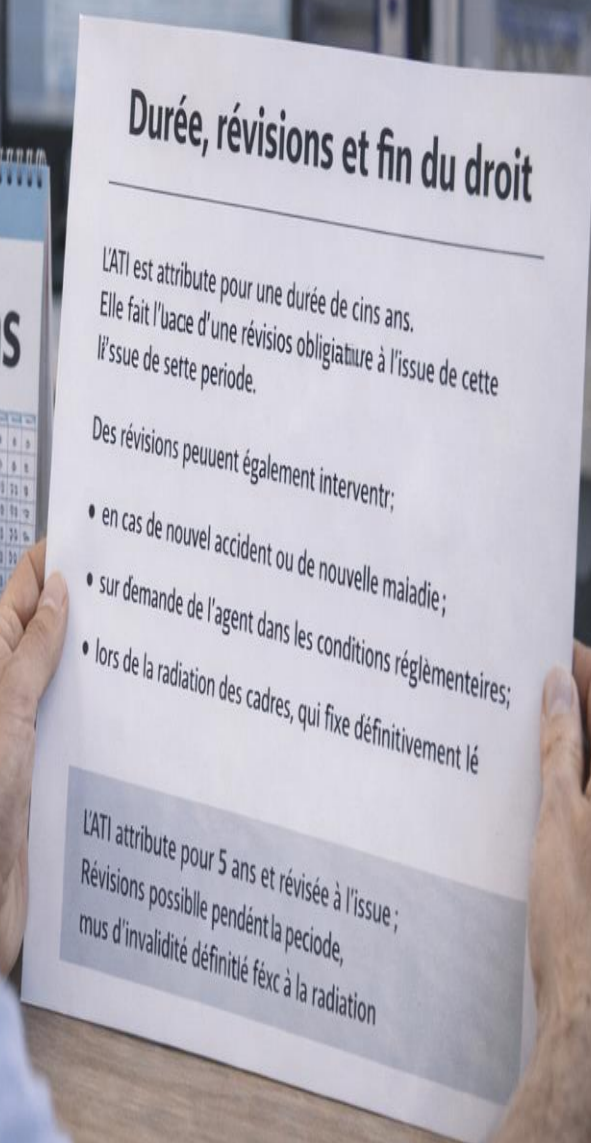 Durée, révisions et fin du droit
L'ATI est attribute pour une durée de cins ans.
Elle fait l'uace d'une révisios obligiatiure à l'issue de cette
li'ssue de sette periode.
Des révisions peuuent également interventr;
• en cas de nouvel accident ou de nouvelle maladie;
• sur demande de l'agent dans les conditions réglèmenteires;
• lors de la radiation des cadres, qui fixe définitivement lé
L'ATI attribute pour 5 ans et révisée à l'issue;
Révisions possiblle pendént la peciode,
mus d'invalidité définitlé féxc à la radiation